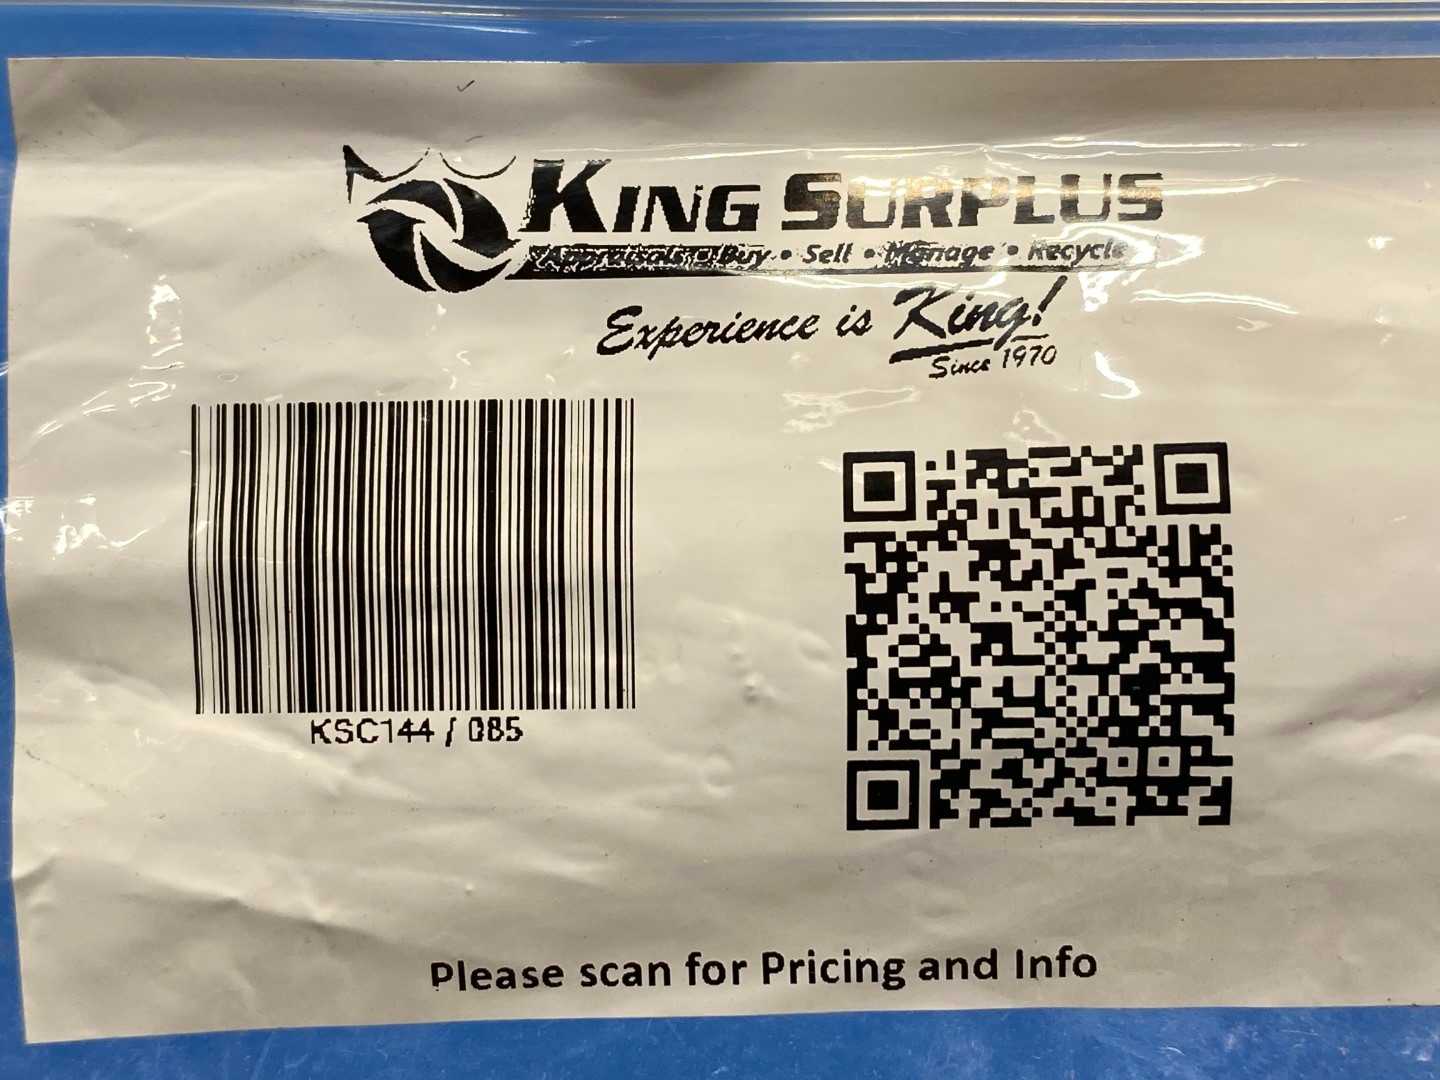 KING SURPLUS
Appraisals • Buy • Sell • Manage • Recycle
Experience is King!
Since 1970
KSC144 / 085
Please scan for Pricing and Info